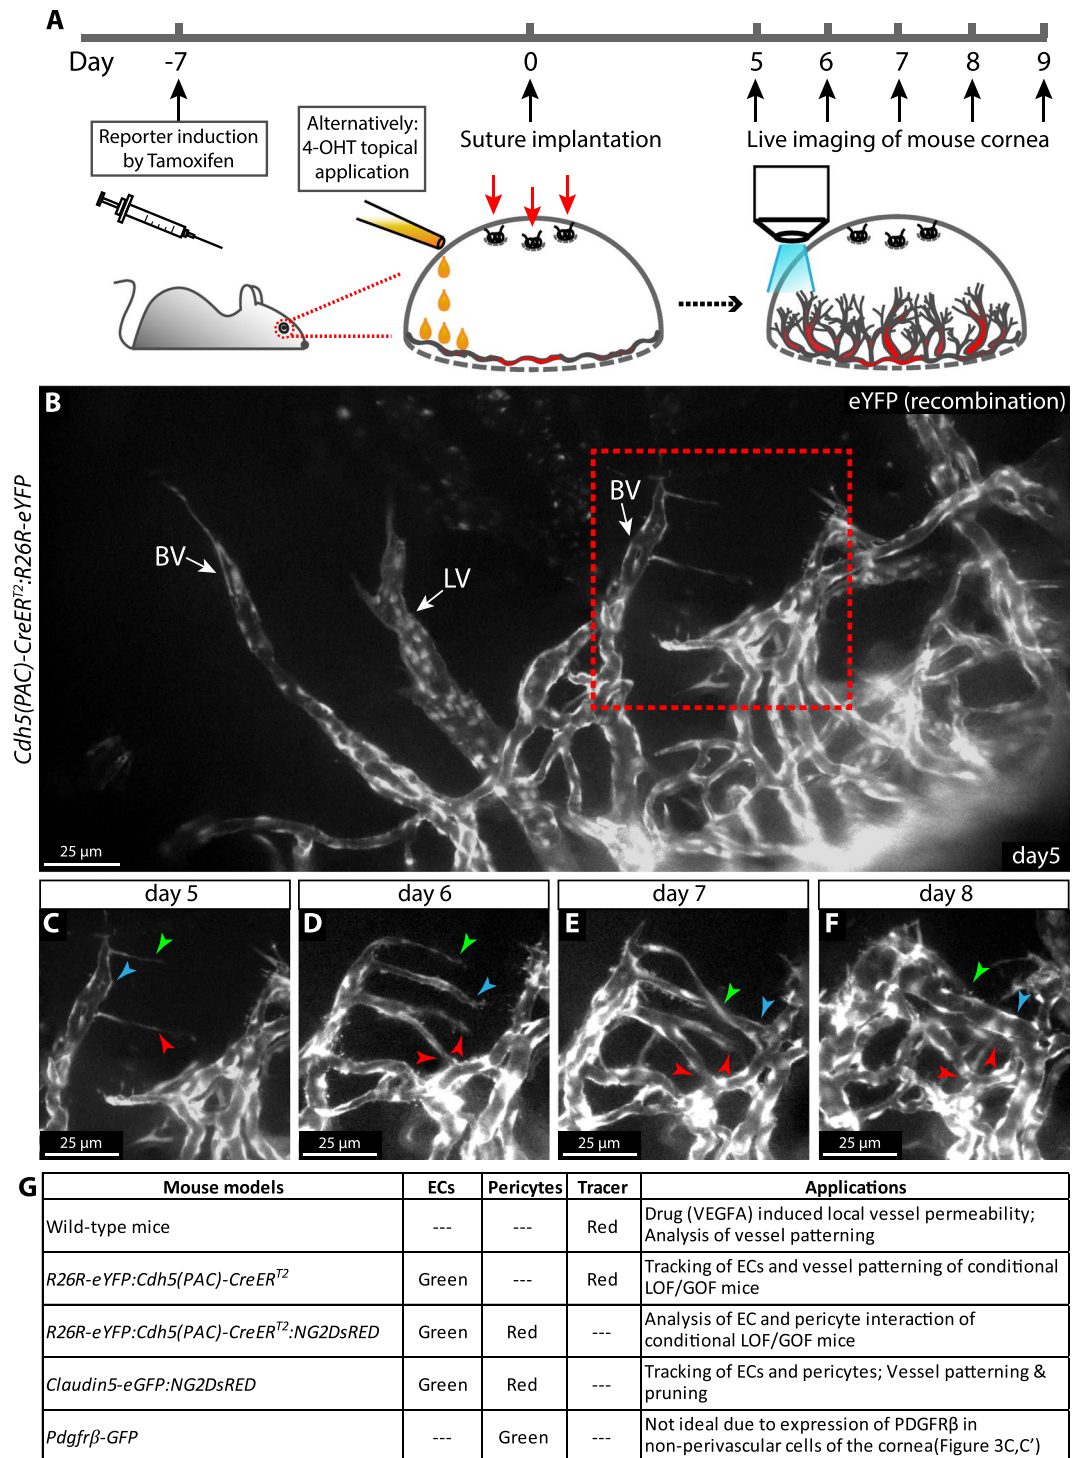 A
Day -7 0 5 6 7 8 9
Reporter induction
by Tamoxifen
Alternatively:
4-OHT topical
application
Suture implantation
Live imaging of mouse cornea
B
eYFP (recombination)
Cdh5(PAC)-CreERT2:R26R-eYFP
BV
LV
BV
25 µm
day5
day 5
day 6
day 7
day 8
C
D
E
F
25 µm
25 µm
25 µm
25 µm
G
Mouse models ECs Pericytes Tracer Applications
Wild-type mice --- --- Red Drug (VEGFA) induced local vessel permeability;
Analysis of vessel patterning
R26R-eYFP:Cdh5(PAC)-CreERT2 Green --- Red Tracking of ECs and vessel patterning of conditional
LOF/GOF mice
R26R-eYFP:Cdh5(PAC)-CreERT2:NG2DsRED Green Red --- Analysis of EC and pericyte interaction of
conditional LOF/GOF mice
Claudin5-eGFP:NG2DsRED Green Red --- Tracking of ECs and pericytes; Vessel patterning &
pruning
Pdgfrβ-GFP --- Green --- Not ideal due to expression of PDGFRβ in
non-perivascular cells of the cornea(Figure 3C,C’)